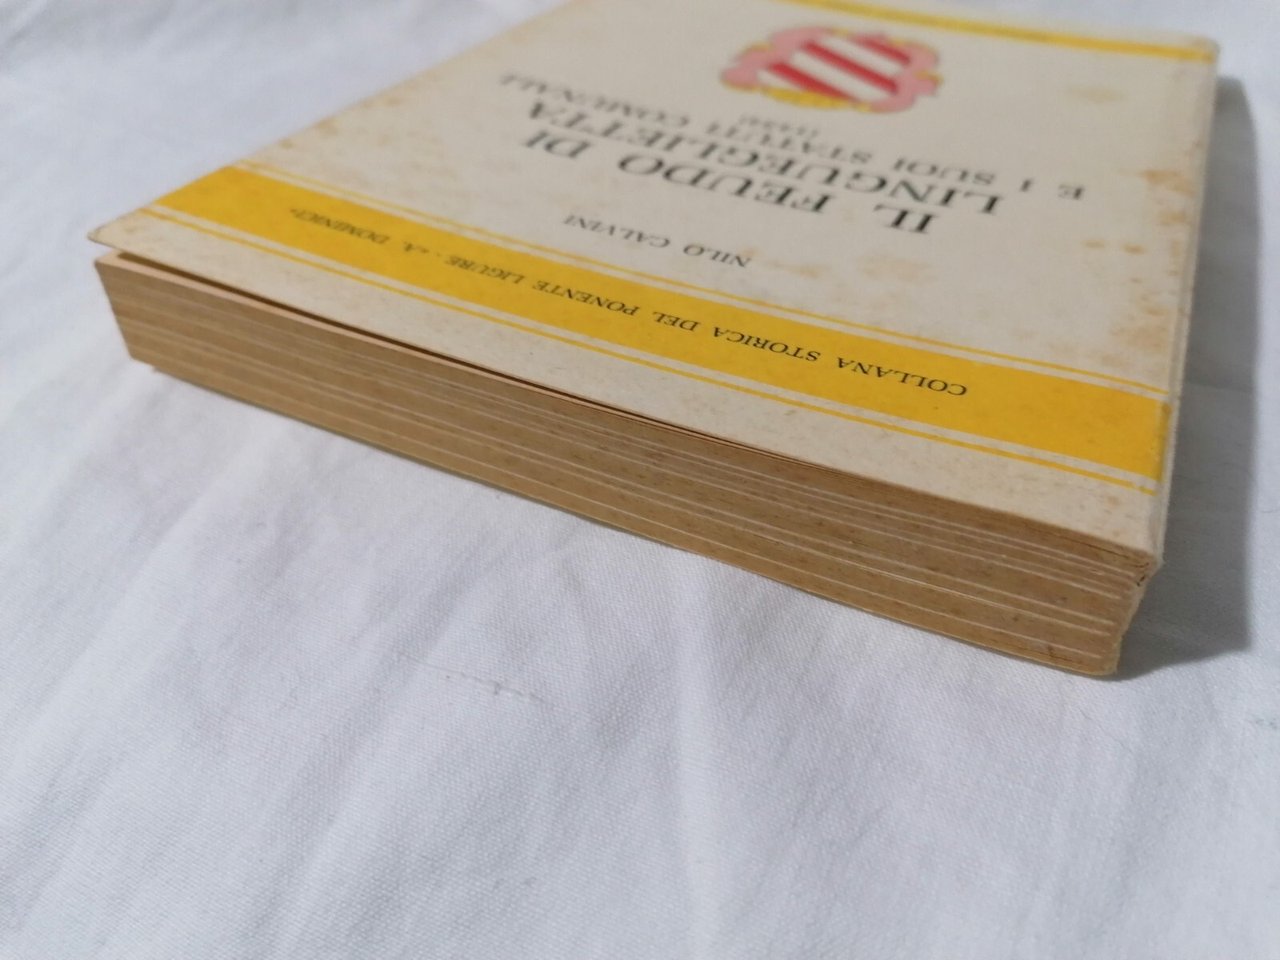 COLLANA STORICA DEL PONENTE LIGURE - «A. DOMENICI»
NILO CALVINI
IL FEUDO DI
LINGUEGLIETTA
E I SUOI STATUTI COMUNALI